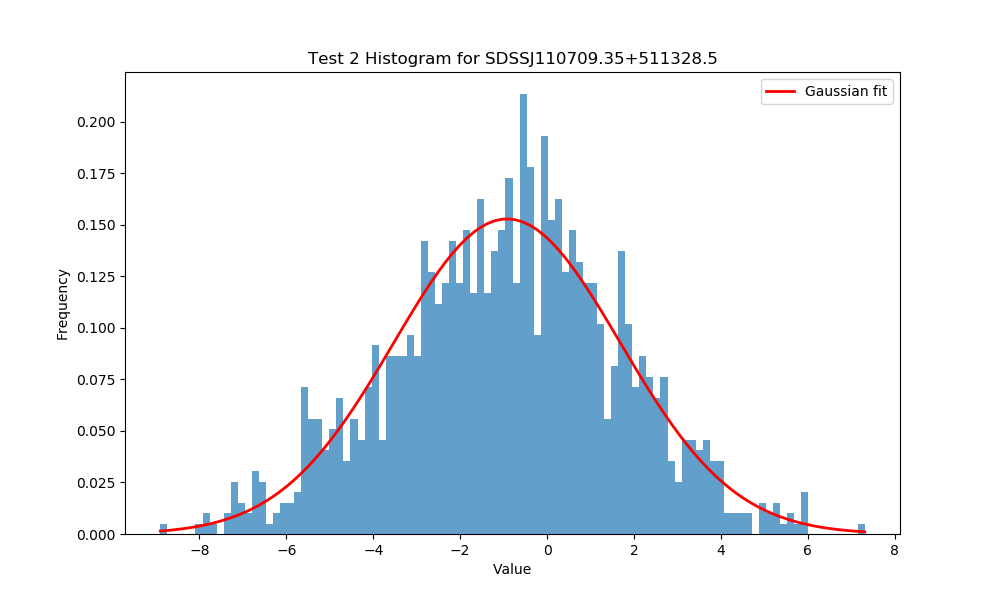 Test 2 Histogram for SDSSJ110709.35+511328.5
Gaussian fit
0.200
0.175
0.150
0.125
0.100
0.075
0.050
0.025
0.000
Frequency
−8 −6 −4 −2 0 2 4 6 8
Value